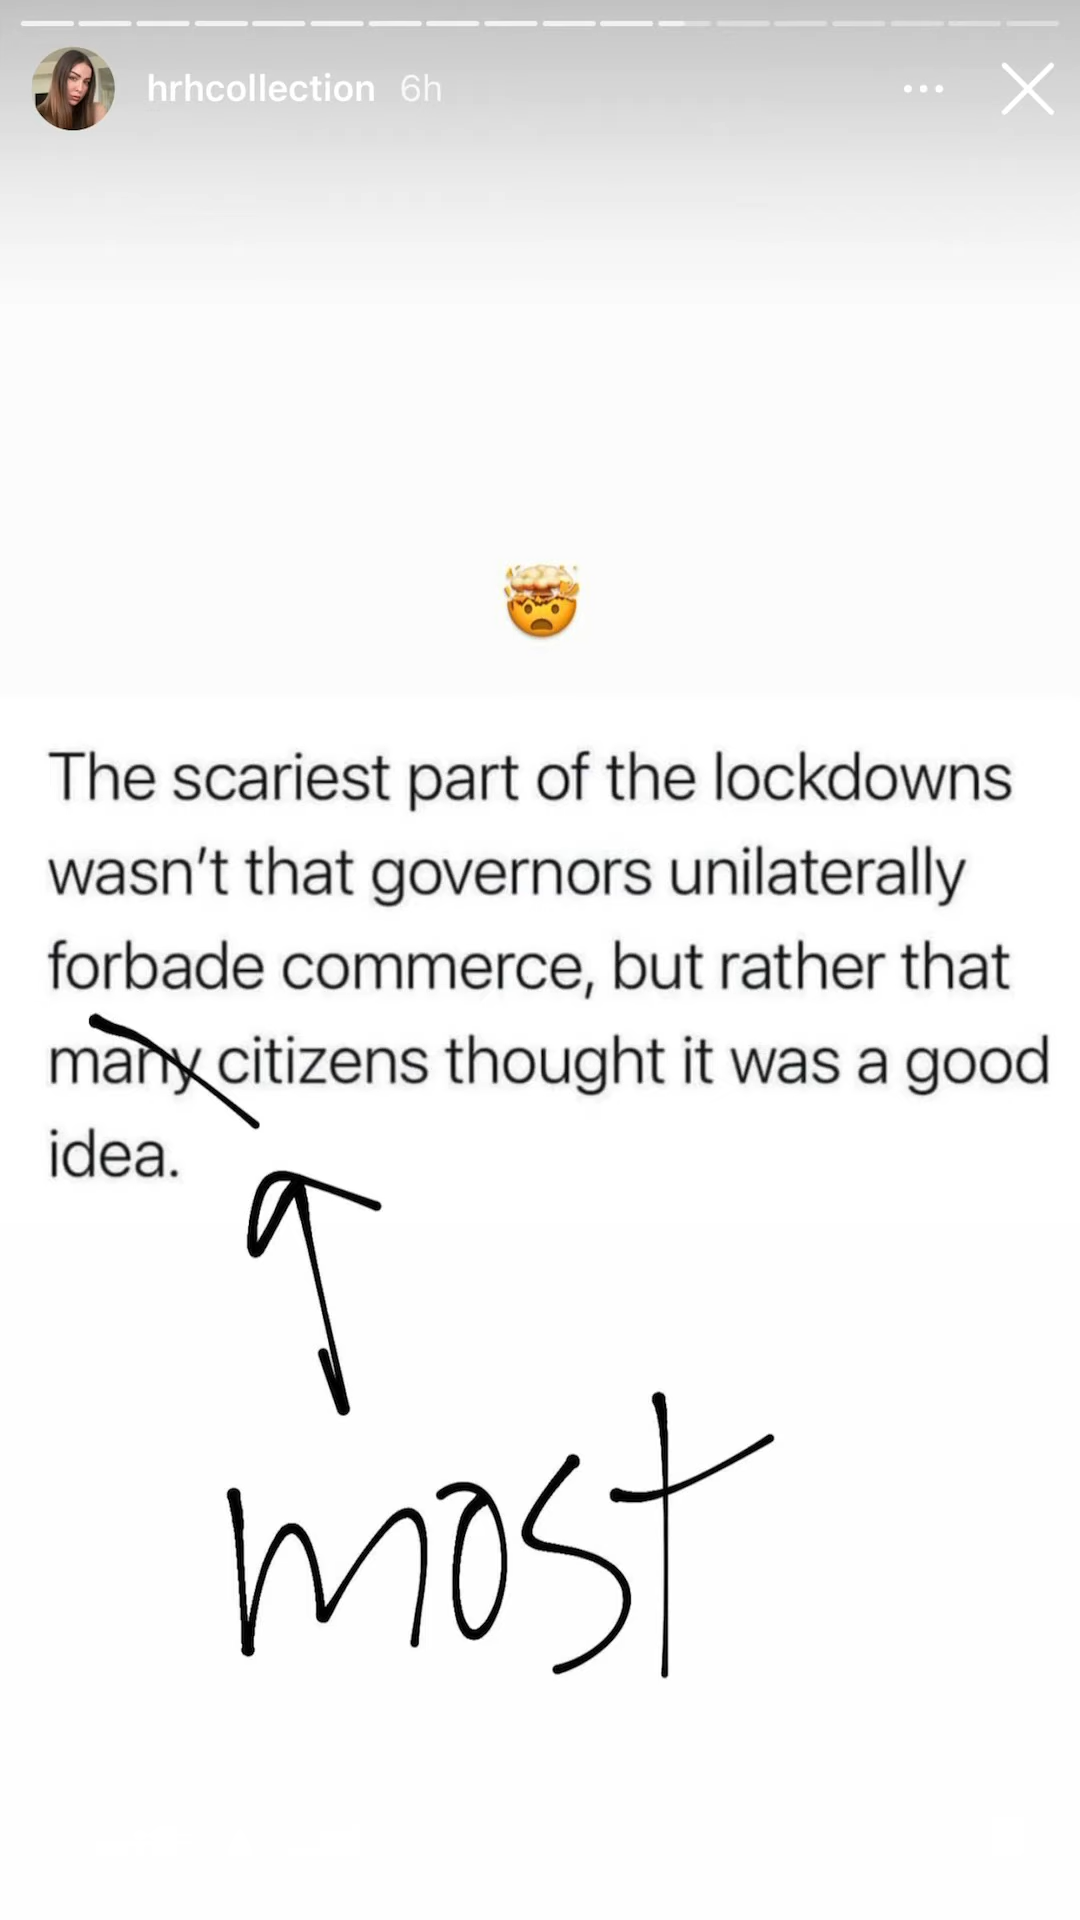 hrhcollection 6h
🤯
The scariest part of the lockdowns
wasn't that governors unilaterally
forbade commerce, but rather that
many citizens thought it was a good
idea.
most